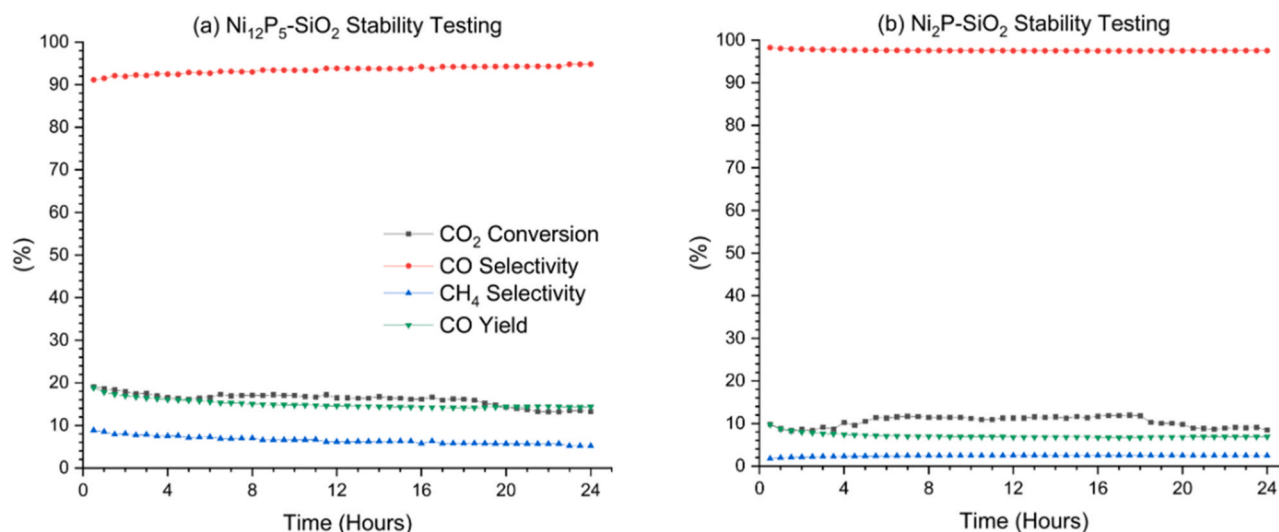 (a) Ni₁₂P₅-SiO₂ Stability Testing
100
90
80
70
60
50
40
30
20
10
0
(%)
CO₂ Conversion
CO Selectivity
CH₄ Selectivity
CO Yield
0 4 8 12 16 20 24
Time (Hours)
(b) Ni₂P-SiO₂ Stability Testing
100
90
80
70
60
50
40
30
20
10
0
(%)
0 4 8 12 16 20 24
Time (Hours)